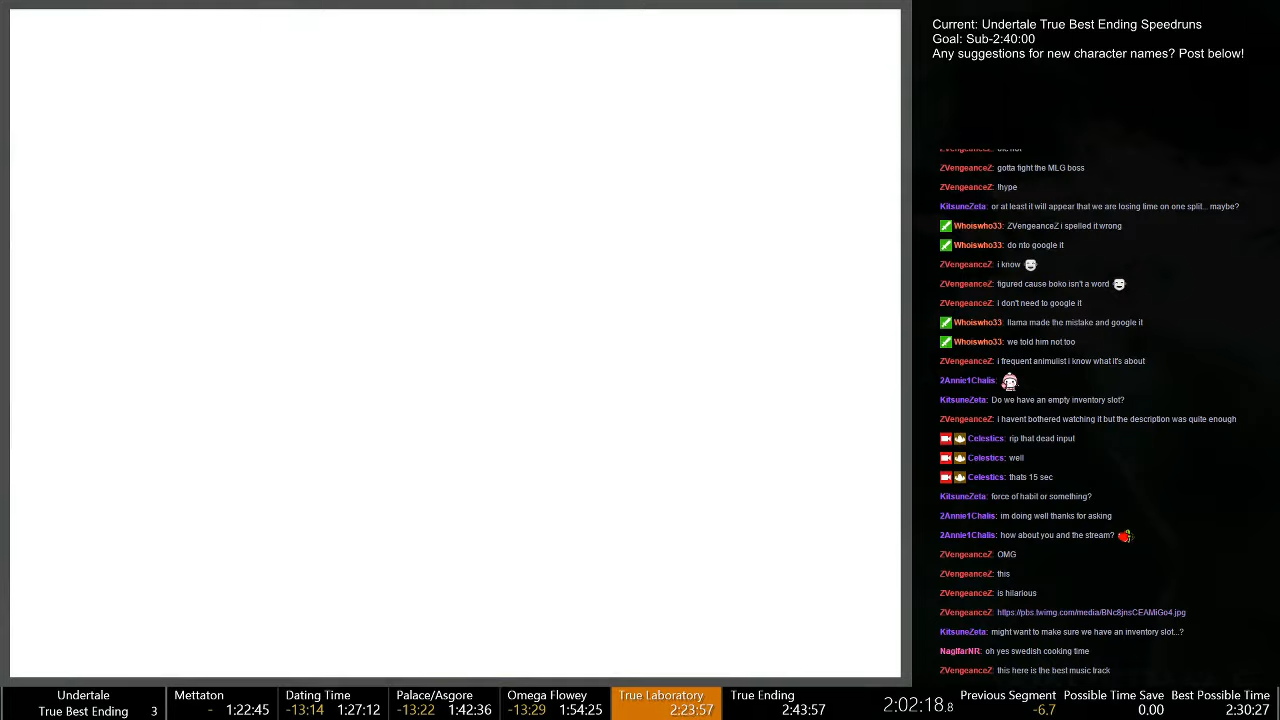 Current: Undertale True Best Ending Speedruns
Goal: Sub-2:40:00
Any suggestions for new character names? Post below!
ZVengeanceZ: gotta fight the MLG boss
ZVengeanceZ: !hype
KitsuneZeta: or at least it will appear that we are losing time on one split... maybe?
Whoiswho33: ZVengeanceZ i spelled it wrong
Whoiswho33: do nto google it
ZVengeanceZ: i know
ZVengeanceZ: figured cause boko isn't a word
ZVengeanceZ: i don't need to google it
Whoiswho33: llama made the mistake and google it
Whoiswho33: we told him not too
ZVengeanceZ: i frequent animulist i know what it's about
2Annie1Chalis:
KitsuneZeta: Do we have an empty inventory slot?
ZVengeanceZ: i havent bothered watching it but the description was quite enough
Celestics: rip that dead input
Celestics: well
Celestics: thats 15 sec
KitsuneZeta: force of habit or something?
2Annie1Chalis: im doing well thanks for asking
2Annie1Chalis: how about you and the stream?
ZVengeanceZ: OMG
ZVengeanceZ: this
ZVengeanceZ: is hilarious
ZVengeanceZ: https://pbs.twimg.com/media/BNc8jnsCEAMiGo4.jpg
KitsuneZeta: might want to make sure we have an inventory slot...?
NaglfarNR: oh yes swedish cooking time
ZVengeanceZ: this here is the best music track
Undertale Mettaton Dating Time Palace/Asgore Omega Flowey True Laboratory True Ending 2:02:18.8 Previous Segment Possible Time Save Best Possible Time
True Best Ending 3 - 1:22:45 -13:14 1:27:12 -13:22 1:42:36 -13:29 1:54:25 2:23:57 2:43:57 -6.7 0.00 2:30:27